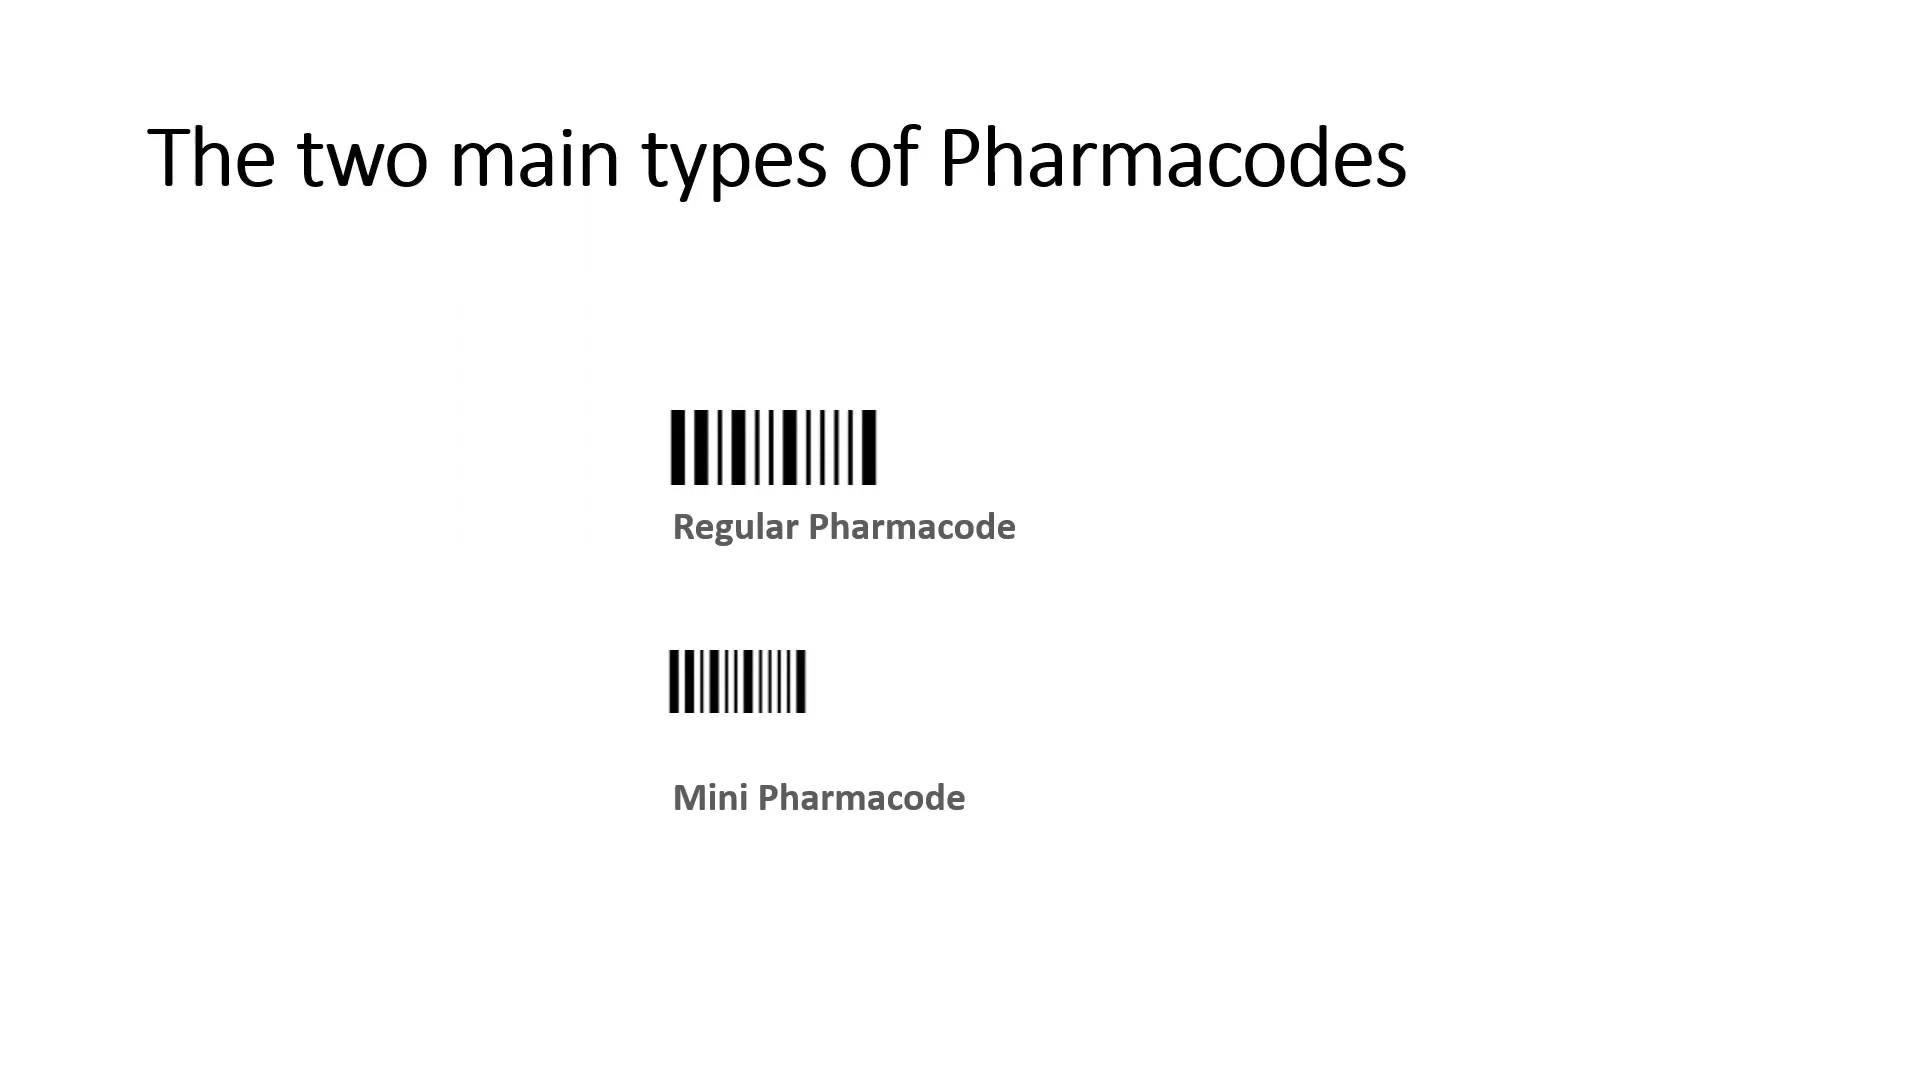 The two main types of Pharmacodes
Regular Pharmacode
Mini Pharmacode